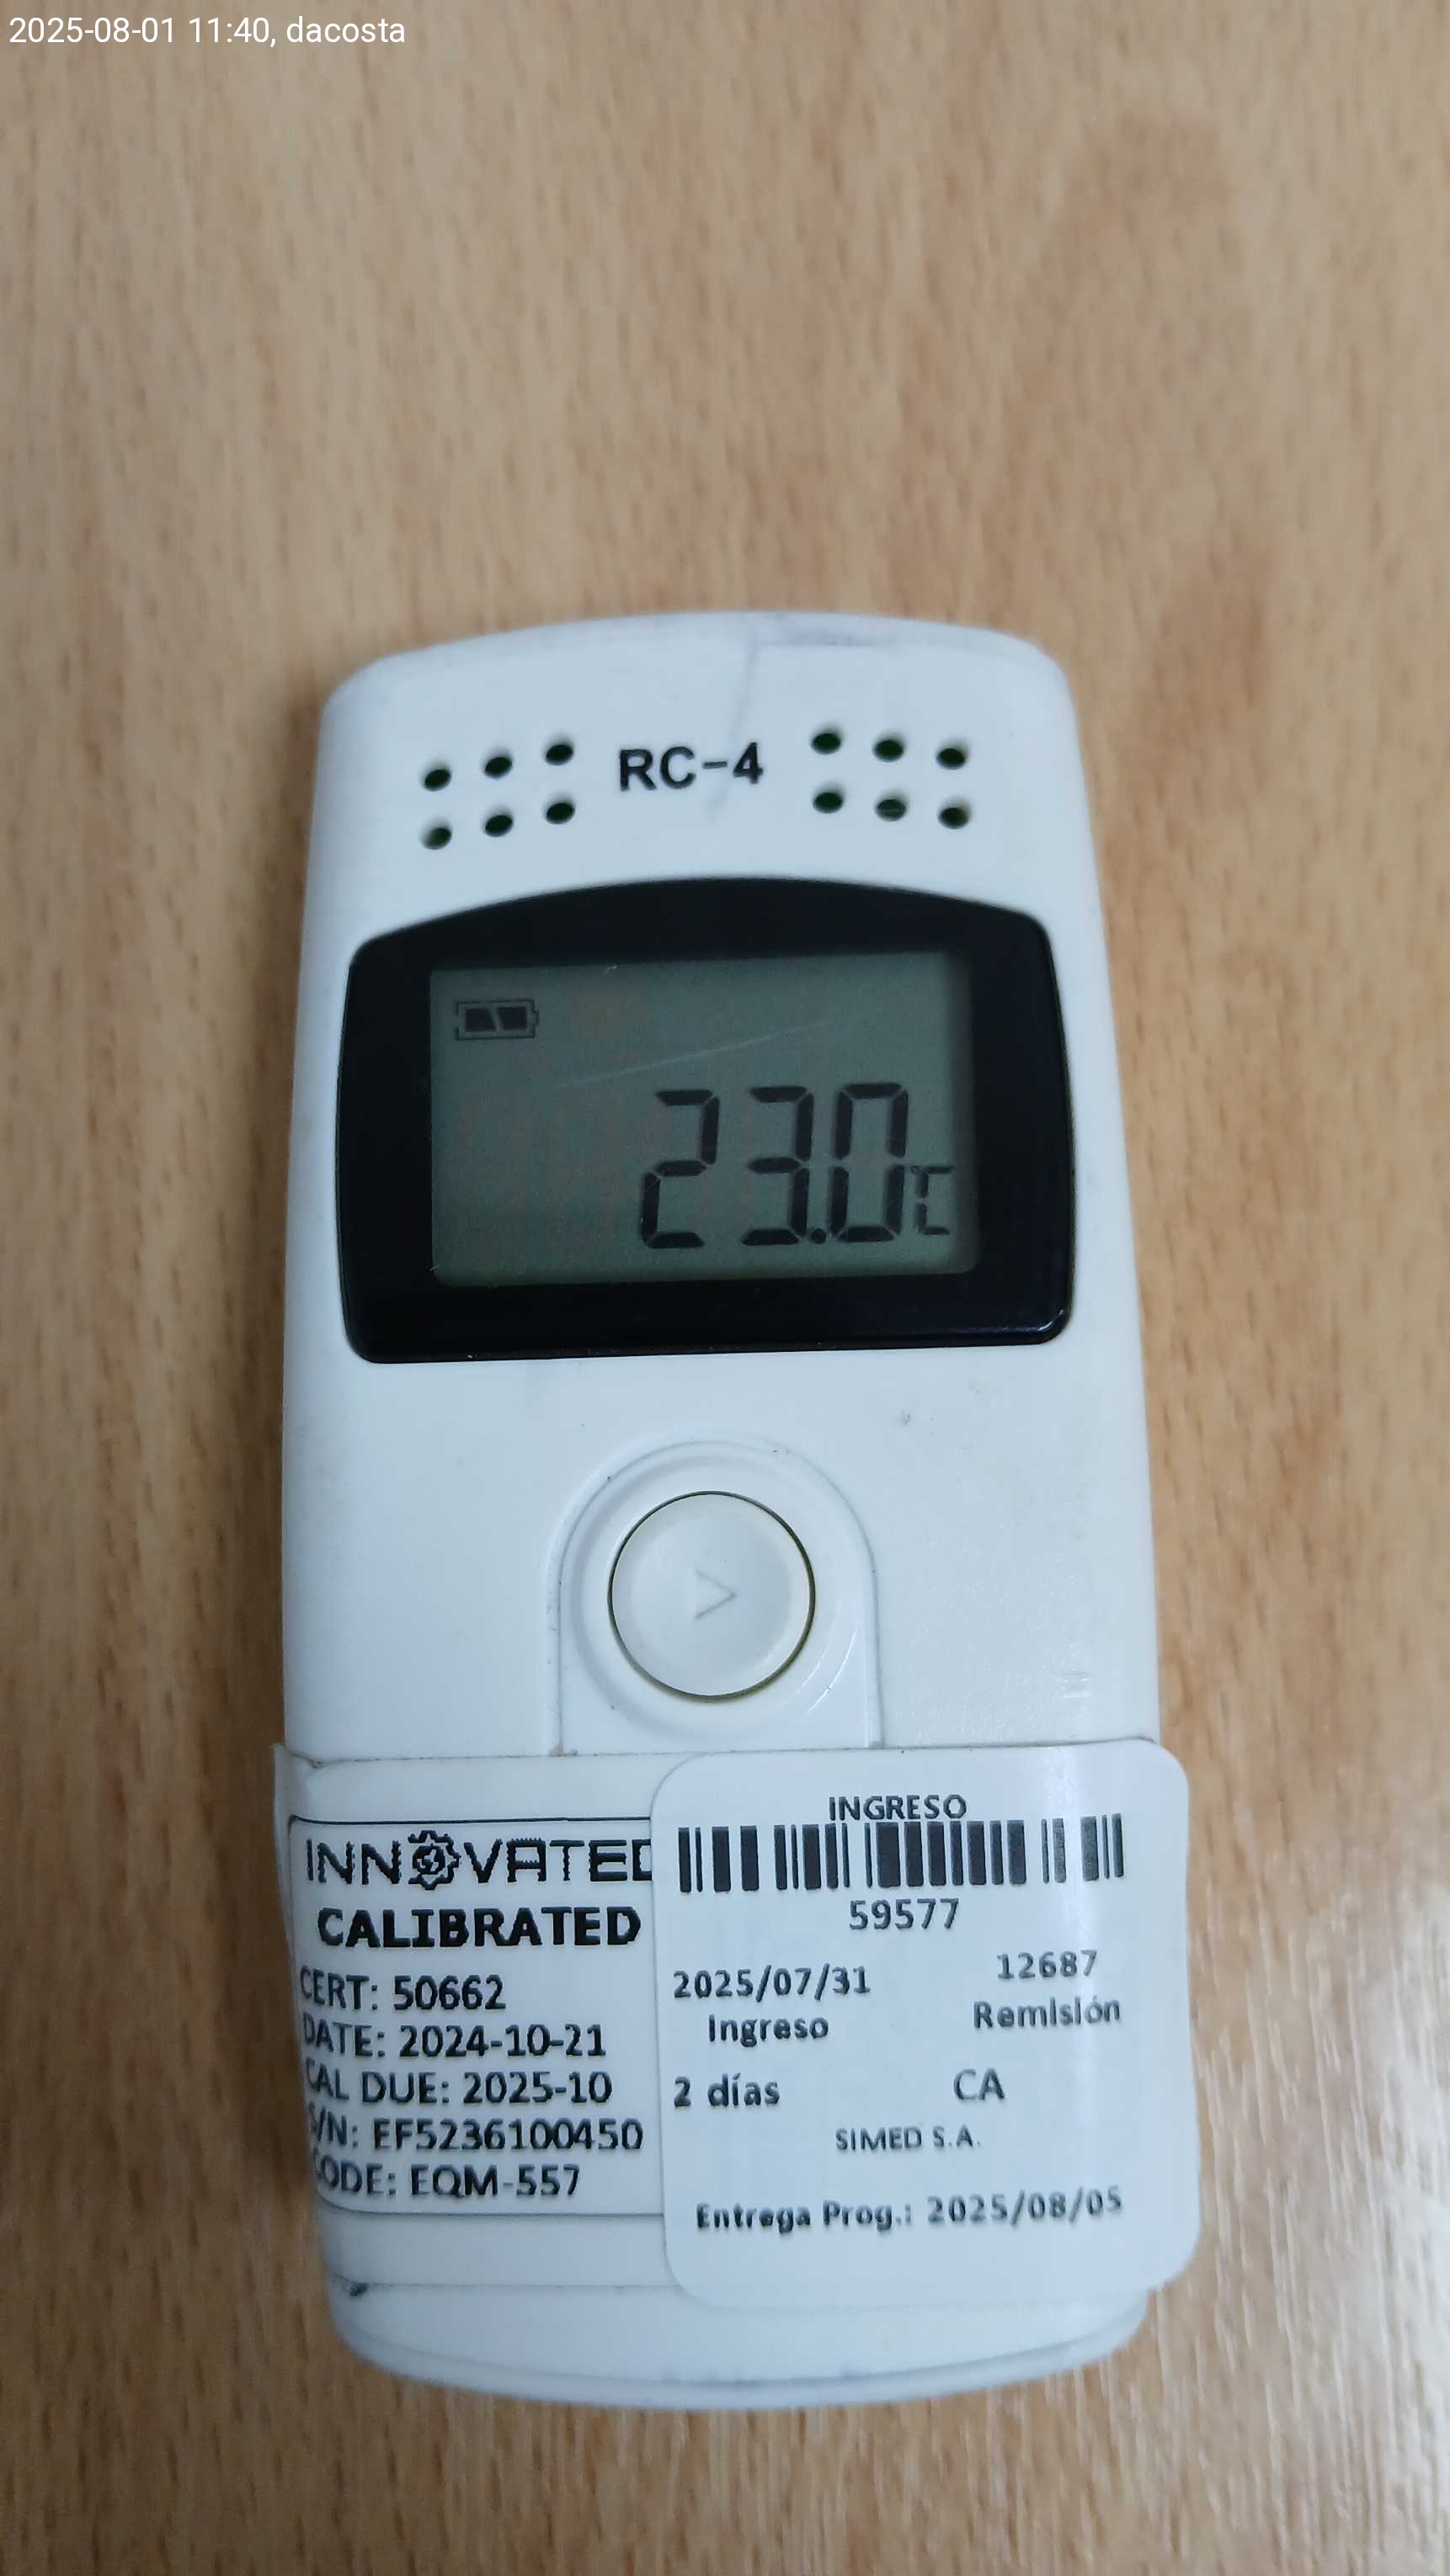 2025-08-01 11:40, dacosta
RC-4
23.0℃
INNOVATED
CALIBRATED
CERT: 50662
DATE: 2024-10-21
CAL DUE: 2025-10
S/N: EF5236100450
CODE: EQM-557
INGRESO
59577
2025/07/31 12687
Ingreso Remisión
2 días CA
SIMED S.A.
Entrega Prog.: 2025/08/05